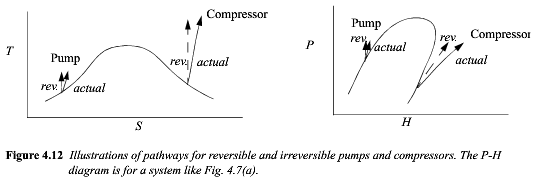 Compressor
Pump
T
rev.
actual
rev.
actual
S
Pump
Compressor
rev.
rev.
P
actual
actual
H
Figure 4.12 Illustrations of pathways for reversible and irreversible pumps and compressors. The P-H
diagram is for a system like Fig. 4.7(a).